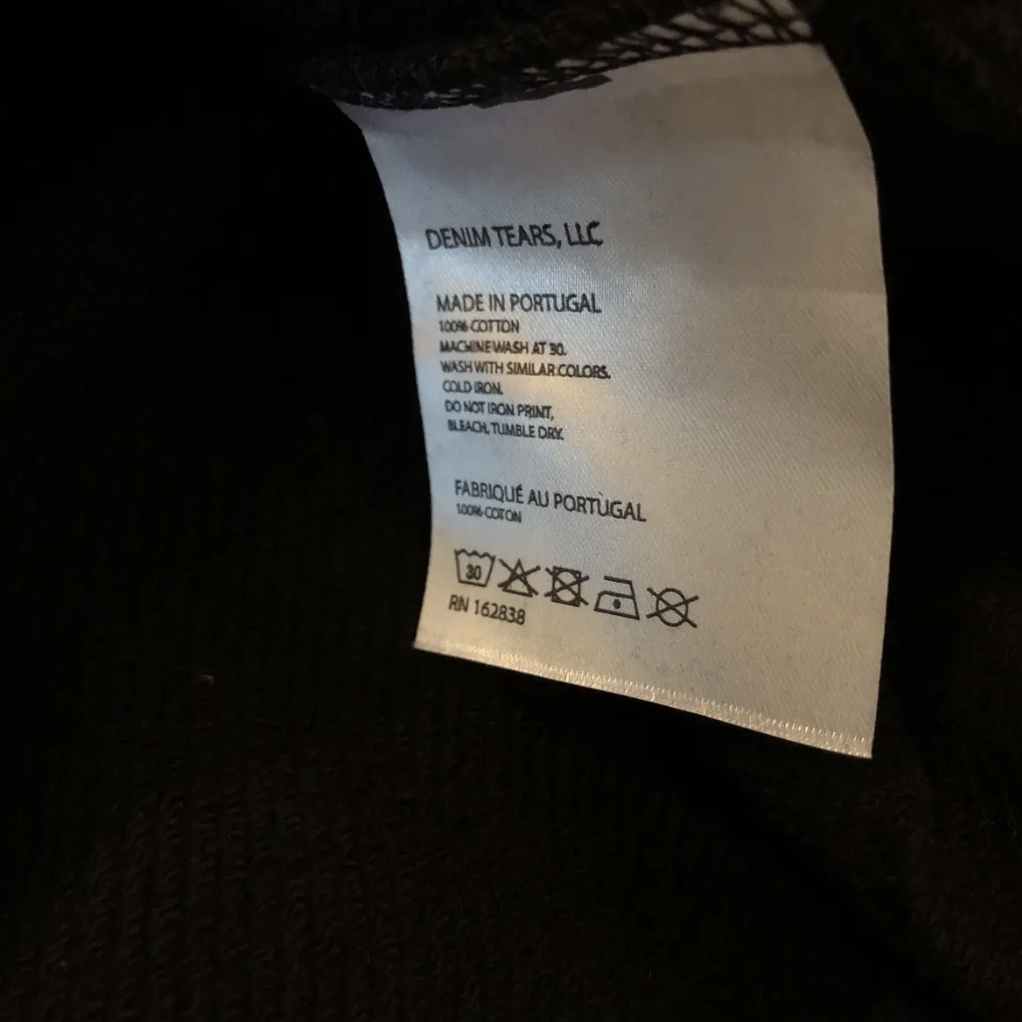 DENIM TEARS, LLC
MADE IN PORTUGAL
100% COTTON
MACHINE WASH AT 30.
WASH WITH SIMILAR COLORS.
COLD IRON.
DO NOT IRON PRINT,
BLEACH, TUMBLE DRY.
FABRIQUÉ AU PORTÙGAL
100% COTON
30
RN 162838